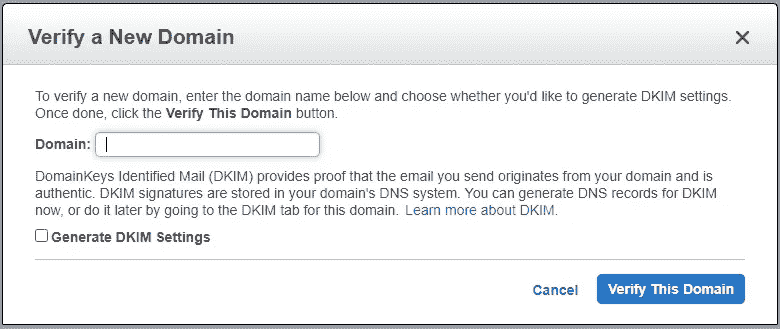 Verify a New Domain
To verify a new domain, enter the domain name below and choose whether you'd like to generate DKIM settings.
Once done, click the Verify This Domain button.
Domain:
DomainKeys Identified Mail (DKIM) provides proof that the email you send originates from your domain and is
authentic. DKIM signatures are stored in your domain's DNS system. You can generate DNS records for DKIM
now, or do it later by going to the DKIM tab for this domain. Learn more about DKIM.
Generate DKIM Settings
Cancel Verify This Domain